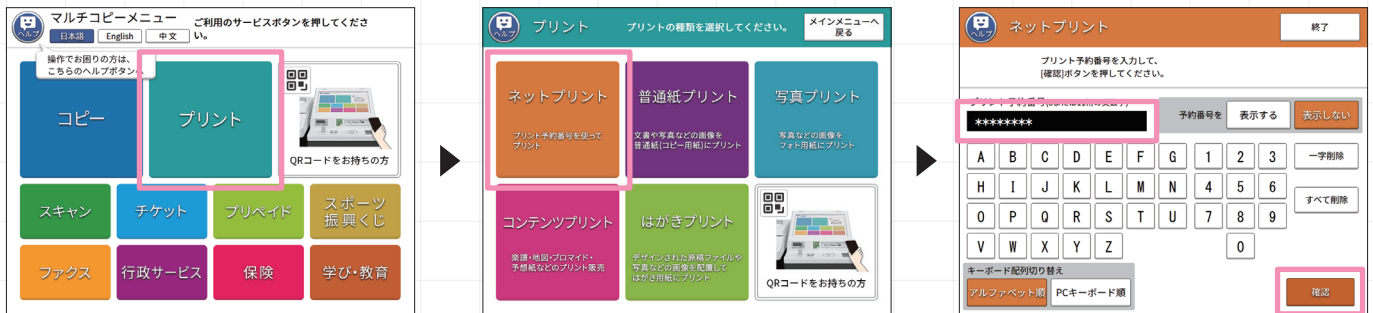 ヘルプ
マルチコピーメニュー
日本語 English 中文
ご利用のサービスボタンを押してくださ
い。
操作でお困りの方は、
こちらのヘルプボタン
コピー
プリント
QRコードをお持ちの方
スキャン
チケット
プリペイド
スポーツ
振興くじ
ファクス
行政サービス
保険
学び・教育
ヘルプ
プリント
プリントの種類を選択してください。
メインメニューへ
戻る
ネットプリント
プリント予約番号を使って
プリント
普通紙プリント
文書や写真などの画像を
普通紙(コピー用紙)にプリント
写真プリント
写真などの画像を
フォト用紙にプリント
コンテンツプリント
楽譜・地図・ブロマイド・
予想紙などのプリント販売
はがきプリント
デザインされた原稿ファイルや
写真などの画像を配置して
はがき用紙にプリント
QRコードをお持ちの方
ヘルプ
ネットプリント
終了
プリント予約番号を入力して、
[確認]ボタンを押してください。
********
予約番号を 表示する 表示しない
A B C D E F G 1 2 3 一字削除
H I J K L M N 4 5 6
すべて削除
O P Q R S T U 7 8 9
V W X Y Z 0
キーボード配列切り替え
アルファベット順 PCキーボード順
確認